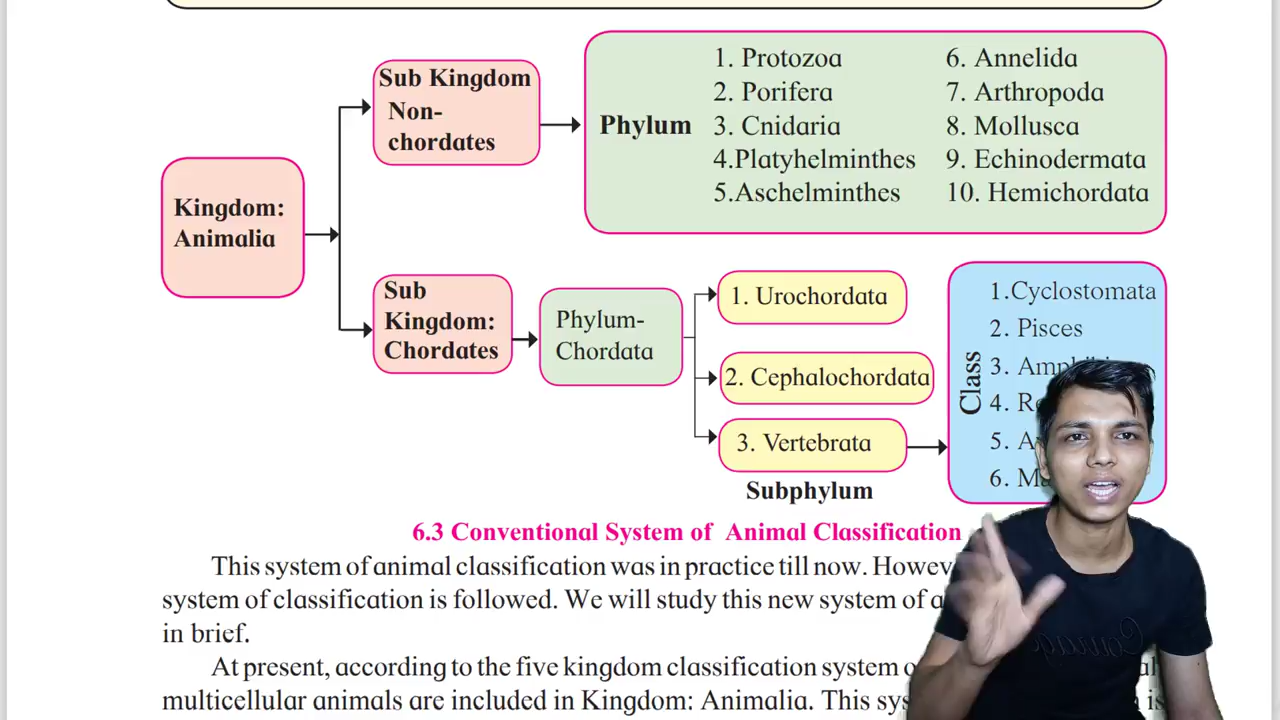 Kingdom:
Animalia
Sub Kingdom
Non-
chordates
Phylum
1. Protozoa
2. Porifera
3. Cnidaria
4.Platyhelminthes
5.Aschelminthes
6. Annelida
7. Arthropoda
8. Mollusca
9. Echinodermata
10. Hemichordata
Sub
Kingdom:
Chordates
Phylum-
Chordata
1. Urochordata
2. Cephalochordata
3. Vertebrata
Subphylum
Class
1.Cyclostomata
2. Pisces
3.
4.
5.
6.
6.3 Conventional System of Animal Classification
This system of animal classification was in practice till now.
system of classification is followed. We will study this new system of
in brief.
At present, according to the five kingdom classification system
multicellular animals are included in Kingdom: Animalia. This